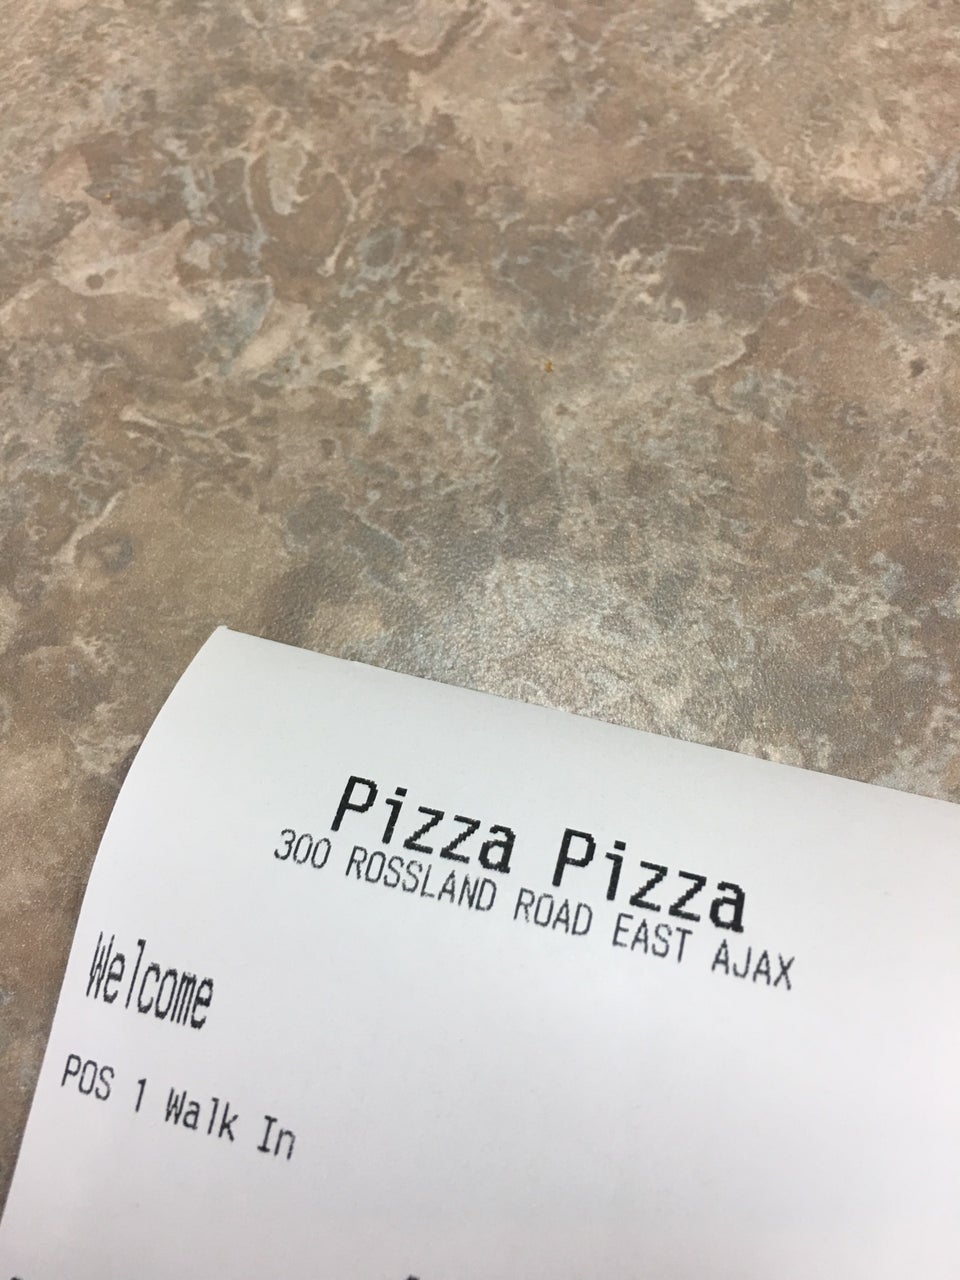 Pizza Pizza
300 ROSSLAND ROAD EAST AJAX
Welcome
POS 1 Walk In